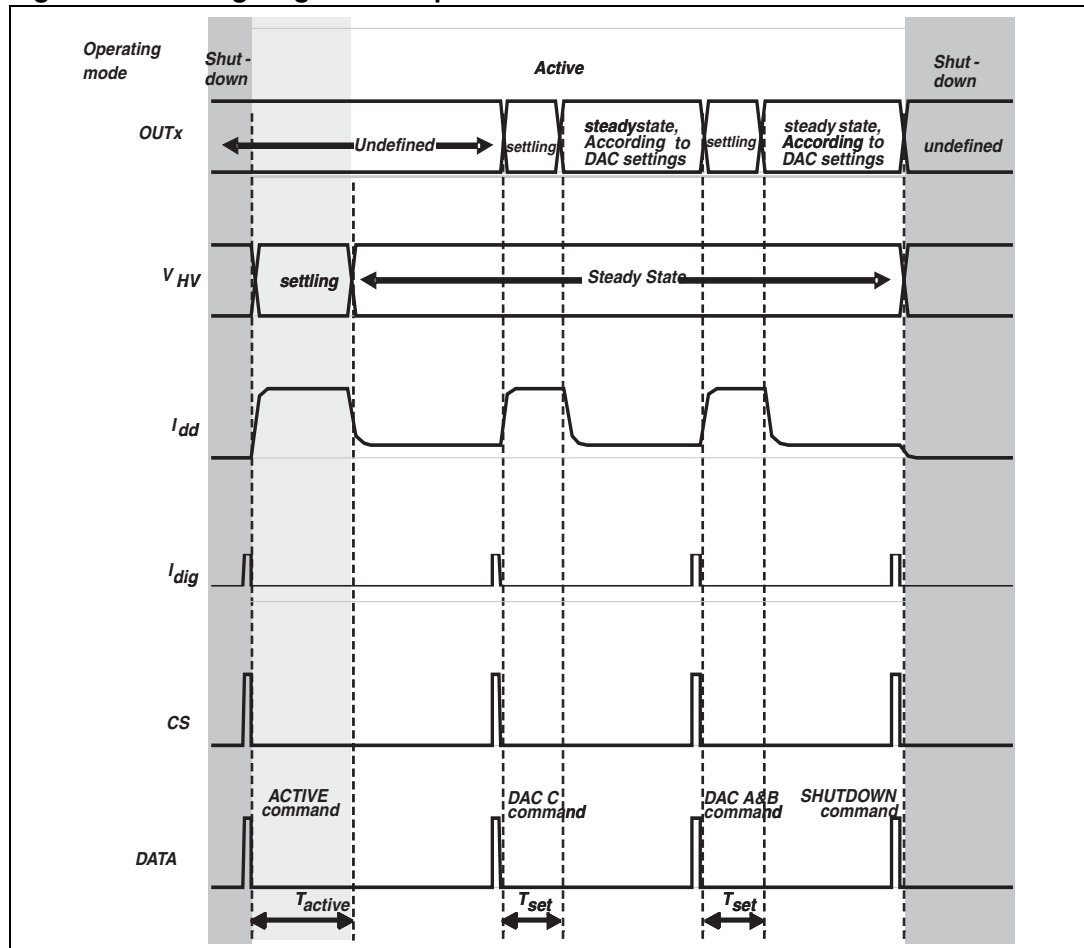 Operating
mode
Shut -
down
Active
Shut -
down
OUTx
Undefined
settling
steadystate,
According to
DAC settings
settling
steady state,
According to
DAC settings
undefined
V HV
settling
Steady State
I dd
I dig
CS
ACTIVE
command
DAC C
command
DAC A&B
command
SHUTDOWN
command
DATA
T active
T set
T set